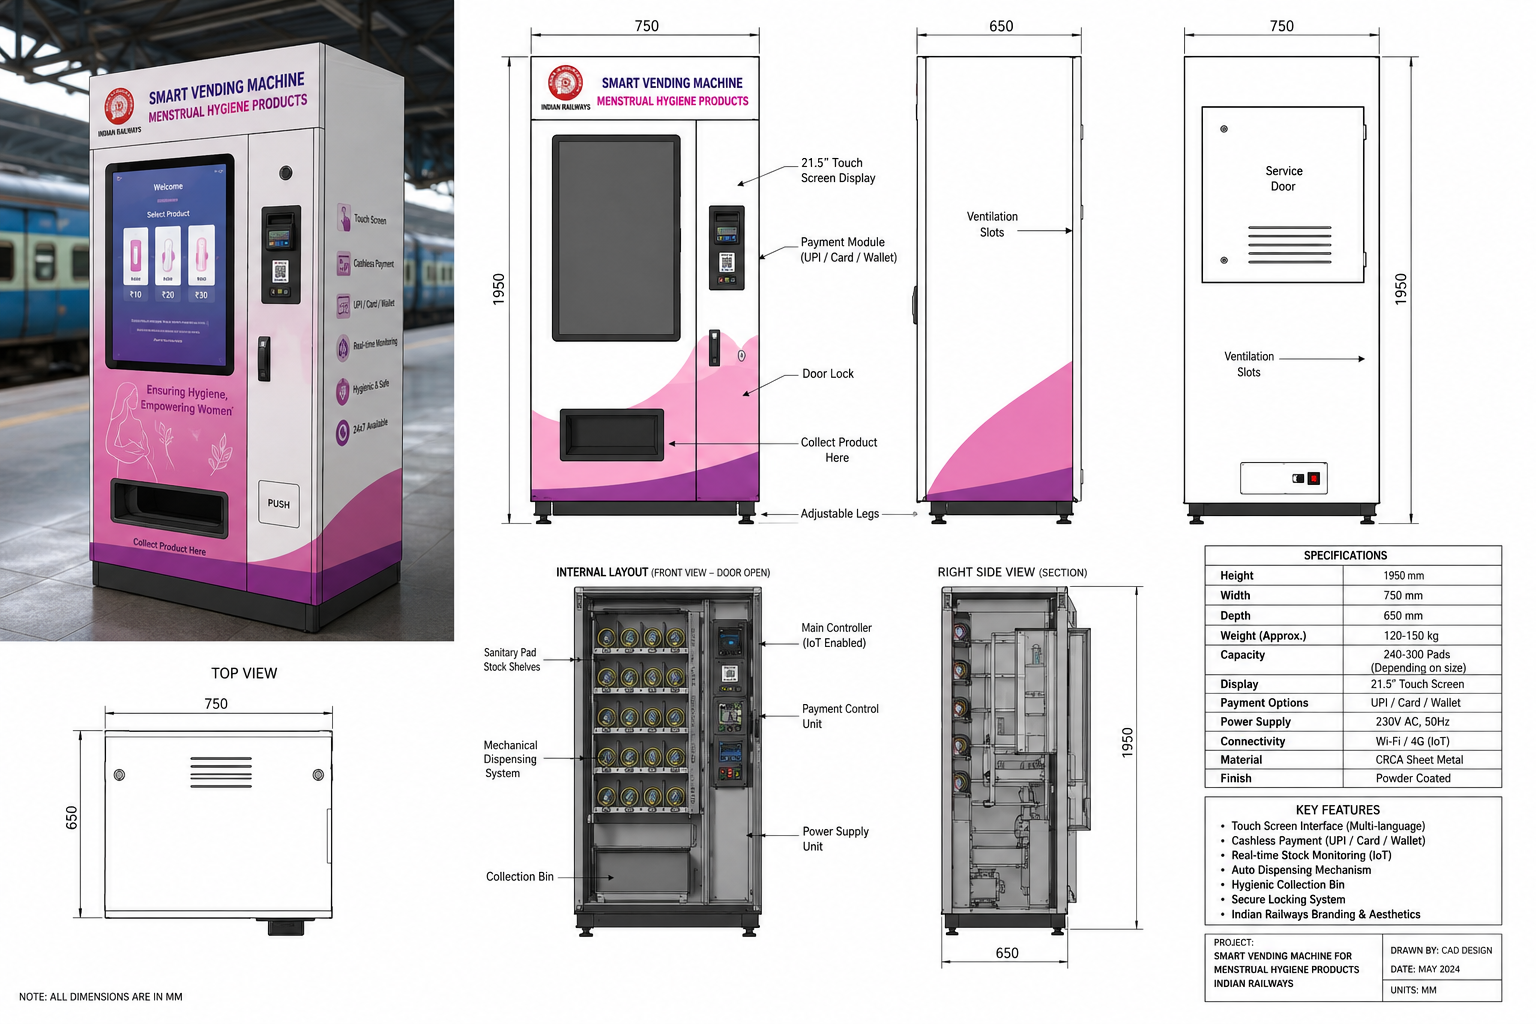 INDIAN RAILWAYS
SMART VENDING MACHINE
MENSTRUAL HYGIENE PRODUCTS
Welcome
Select Product
₹10
₹20
₹30
Touch Screen
Cashless Payment
UPI / Card / Wallet
Real-time Monitoring
Hygienic & Safe
24x7 Available
Ensuring Hygiene,
Empowering Women
PUSH
Collect Product Here
750
1950
INDIAN RAILWAYS
SMART VENDING MACHINE
MENSTRUAL HYGIENE PRODUCTS
21.5" Touch
Screen Display
Payment Module
(UPI / Card / Wallet)
Door Lock
Collect Product
Here
Adjustable Legs
650
Ventilation
Slots
750
1950
Service
Door
Ventilation
Slots
TOP VIEW
750
650
NOTE: ALL DIMENSIONS ARE IN MM
INTERNAL LAYOUT (FRONT VIEW – DOOR OPEN)
Sanitary Pad
Stock Shelves
Mechanical
Dispensing
System
Collection Bin
Main Controller
(IoT Enabled)
Payment Control
Unit
Power Supply
Unit
RIGHT SIDE VIEW (SECTION)
1950
650
SPECIFICATIONS
Height 1950 mm
Width 750 mm
Depth 650 mm
Weight (Approx.) 120-150 kg
Capacity 240-300 Pads
(Depending on size)
Display 21.5" Touch Screen
Payment Options UPI / Card / Wallet
Power Supply 230V AC, 50Hz
Connectivity Wi-Fi / 4G (IoT)
Material CRCA Sheet Metal
Finish Powder Coated
KEY FEATURES
• Touch Screen Interface (Multi-language)
• Cashless Payment (UPI / Card / Wallet)
• Real-time Stock Monitoring (IoT)
• Auto Dispensing Mechanism
• Hygienic Collection Bin
• Secure Locking System
• Indian Railways Branding & Aesthetics
PROJECT:
SMART VENDING MACHINE FOR
MENSTRUAL HYGIENE PRODUCTS
INDIAN RAILWAYS
DRAWN BY: CAD DESIGN
DATE: MAY 2024
UNITS: MM